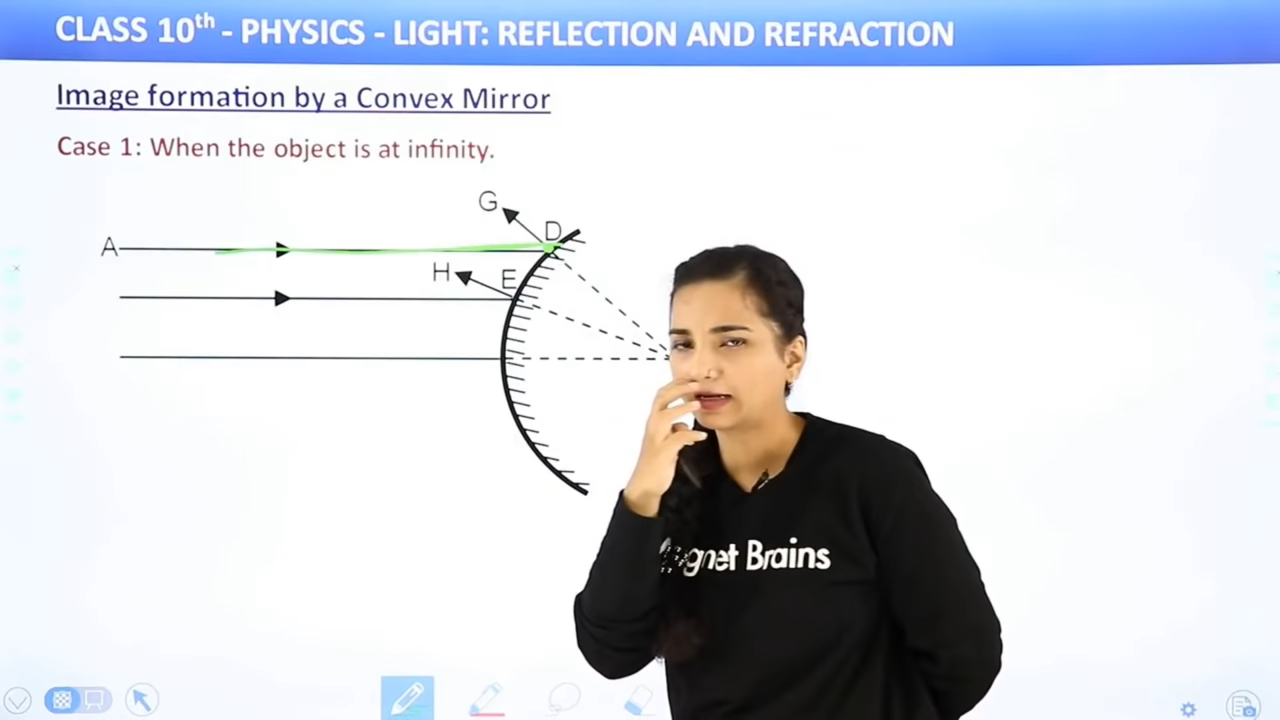 CLASS 10th - PHYSICS - LIGHT: REFLECTION AND REFRACTION
Image formation by a Convex Mirror
Case 1: When the object is at infinity.
G
D
A
H
E
gnet Brains